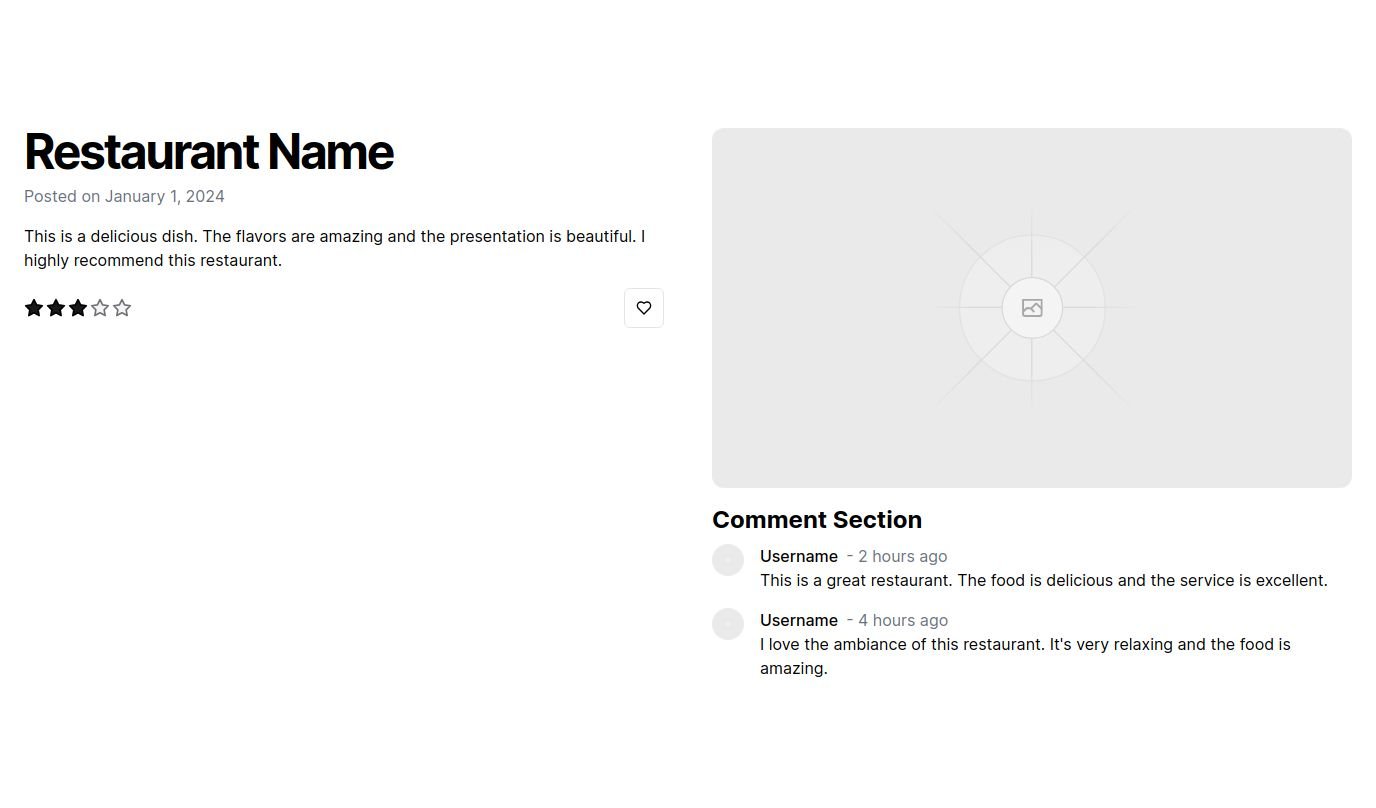 Restaurant Name
Posted on January 1, 2024
This is a delicious dish. The flavors are amazing and the presentation is beautiful. I
highly recommend this restaurant.
Comment Section
Username - 2 hours ago
This is a great restaurant. The food is delicious and the service is excellent.
Username - 4 hours ago
I love the ambiance of this restaurant. It's very relaxing and the food is
amazing.